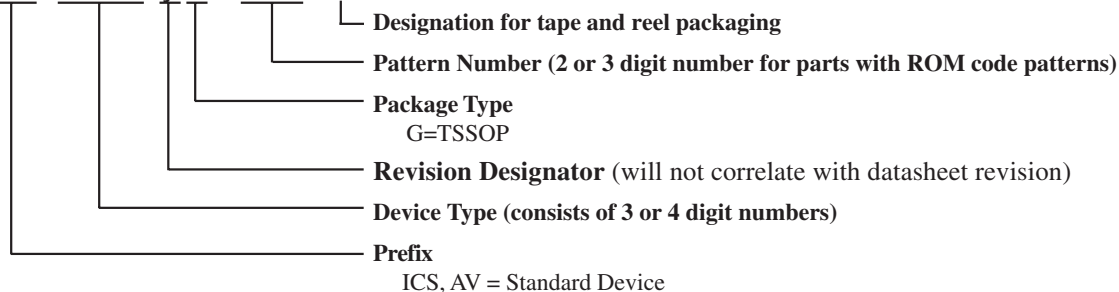 Designation for tape and reel packaging
Pattern Number (2 or 3 digit number for parts with ROM code patterns)
Package Type
G=TSSOP
Revision Designator (will not correlate with datasheet revision)
Device Type (consists of 3 or 4 digit numbers)
Prefix
ICS, AV = Standard Device